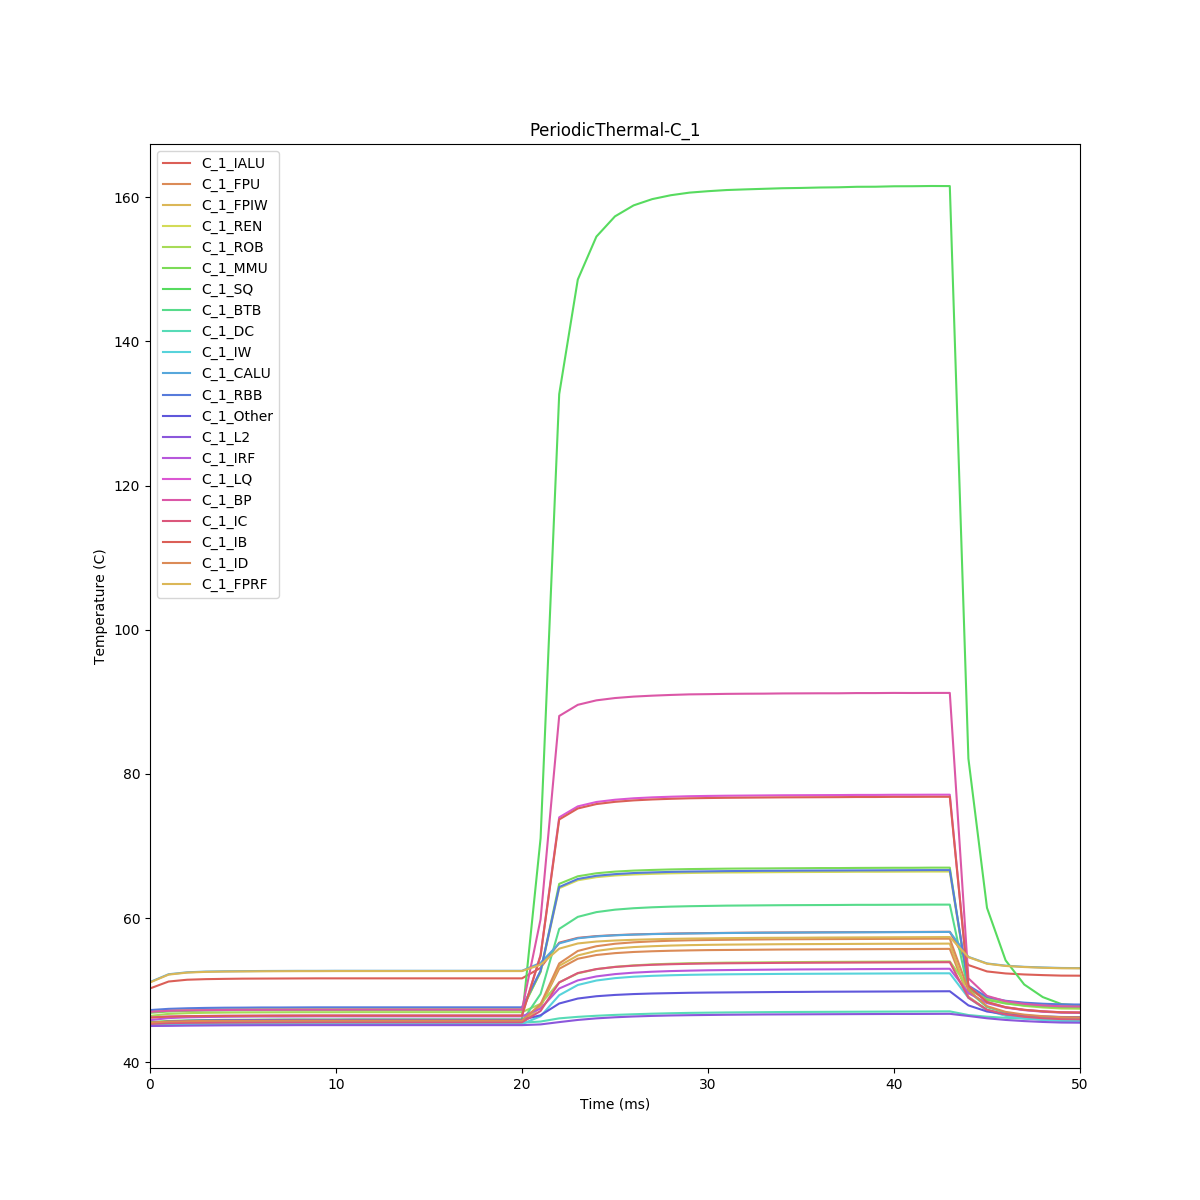 PeriodicThermal-C_1
C_1_IALU
C_1_FPU
C_1_FPIW
C_1_REN
C_1_ROB
C_1_MMU
C_1_SQ
C_1_BTB
C_1_DC
C_1_IW
C_1_CALU
C_1_RBB
C_1_Other
C_1_L2
C_1_IRF
C_1_LQ
C_1_BP
C_1_IC
C_1_IB
C_1_ID
C_1_FPRF
160
140
120
100
80
60
40
Temperature (C)
0 10 20 30 40 50
Time (ms)